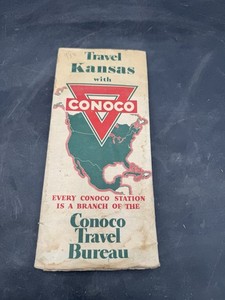 Travel
Kansas
with
CONOCO
EVERY CONOCO STATION
IS A BRANCH OF THE
Conoco
Travel
Bureau